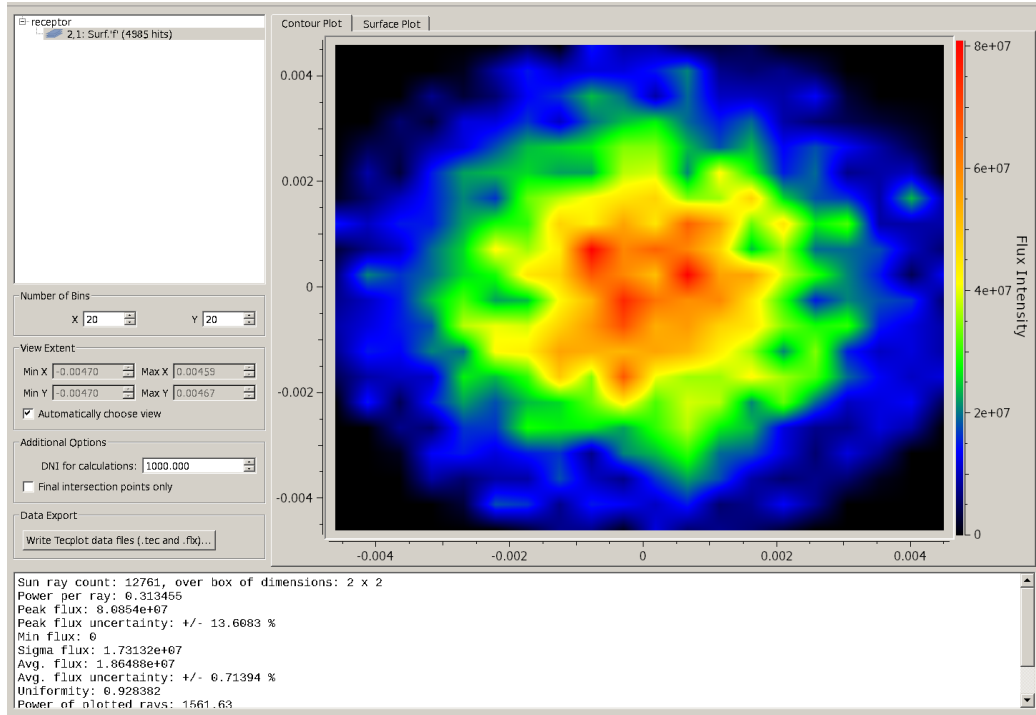 receptor
2,1: Surf.'f' (4985 hits)
Number of Bins
X 20 Y 20
View Extent
Min X -0.00470 Max X 0.00459
Min Y -0.00470 Max Y 0.00467
Automatically choose view
Additional Options
DNI for calculations: 1000.000
Final intersection points only
Data Export
Write Tecplot data files (.tec and .flx)...
Contour Plot Surface Plot
0.004
0.002
0
-0.002
-0.004
-0.004 -0.002 0 0.002 0.004
8e+07
6e+07
4e+07
2e+07
0
Flux Intensity
Sun ray count: 12761, over box of dimensions: 2 x 2
Power per ray: 0.313455
Peak flux: 8.0854e+07
Peak flux uncertainty: +/- 13.6083 %
Min flux: 0
Sigma flux: 1.73132e+07
Avg. flux: 1.86488e+07
Avg. flux uncertainty: +/- 0.71394 %
Uniformity: 0.928382
Power of plotted rays: 1561.63